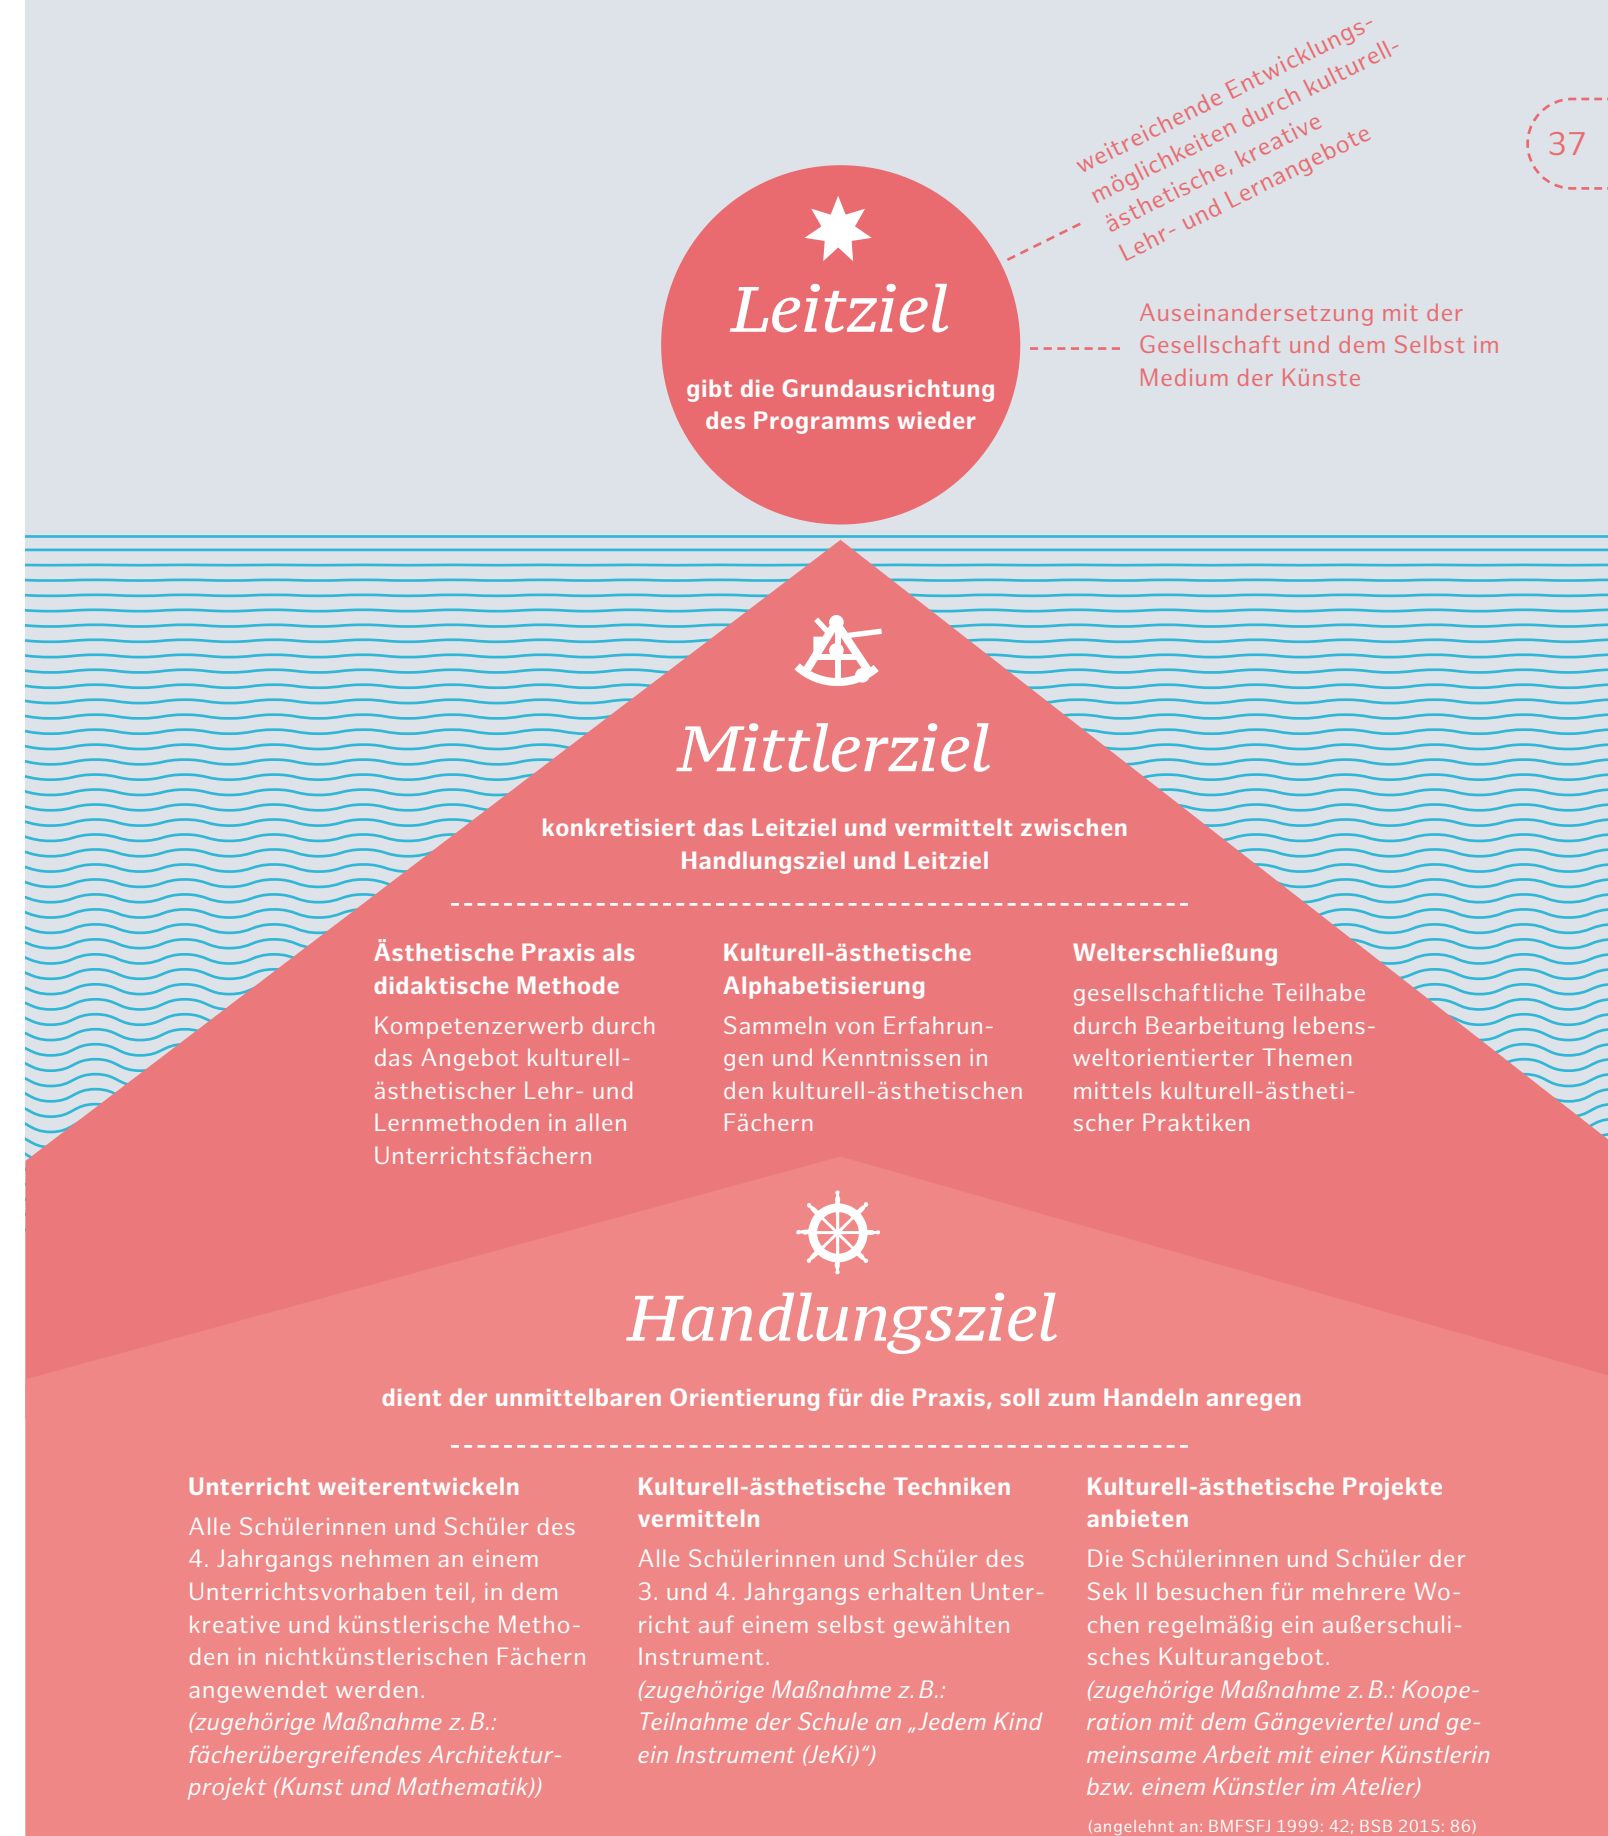 weitreichende Entwicklungs-
möglichkeiten durch kulturell-
ästhetische, kreative
Lehr- und Lernangebote
37
Leitziel
gibt die Grundausrichtung
des Programms wieder
Auseinandersetzung mit der
Gesellschaft und dem Selbst im
Medium der Künste
Mittlerziel
konkretisiert das Leitziel und vermittelt zwischen
Handlungsziel und Leitziel
Ästhetische Praxis als
didaktische Methode
Kompetenzerwerb durch
das Angebot kulturell-
ästhetischer Lehr- und
Lernmethoden in allen
Unterrichtsfächern
Kulturell-ästhetische
Alphabetisierung
Sammeln von Erfahrun-
gen und Kenntnissen in
den kulturell-ästhetischen
Fächern
Welterschließung
gesellschaftliche Teilhabe
durch Bearbeitung lebens-
weltorientierter Themen
mittels kulturell-ästheti-
scher Praktiken
Handlungsziel
dient der unmittelbaren Orientierung für die Praxis, soll zum Handeln anregen
Unterricht weiterentwickeln
Alle Schülerinnen und Schüler des
4. Jahrgangs nehmen an einem
Unterrichtsvorhaben teil, in dem
kreative und künstlerische Metho-
den in nichtkünstlerischen Fächern
angewendet werden.
(zugehörige Maßnahme z. B.:
fächerübergreifendes Architektur-
projekt (Kunst und Mathematik))
Kulturell-ästhetische Techniken
vermitteln
Alle Schülerinnen und Schüler des
3. und 4. Jahrgangs erhalten Unter-
richt auf einem selbst gewählten
Instrument.
(zugehörige Maßnahme z. B.:
Teilnahme der Schule an „Jedem Kind
ein Instrument (JeKi)“)
Kulturell-ästhetische Projekte
anbieten
Die Schülerinnen und Schüler der
Sek II besuchen für mehrere Wo-
chen regelmäßig ein außerschuli-
sches Kulturangebot.
(zugehörige Maßnahme z. B.: Koope-
ration mit dem Gängeviertel und ge-
meinsame Arbeit mit einer Künstlerin
bzw. einem Künstler im Atelier)
(angelehnt an: BMFSFJ 1999: 42; BSB 2015: 86)